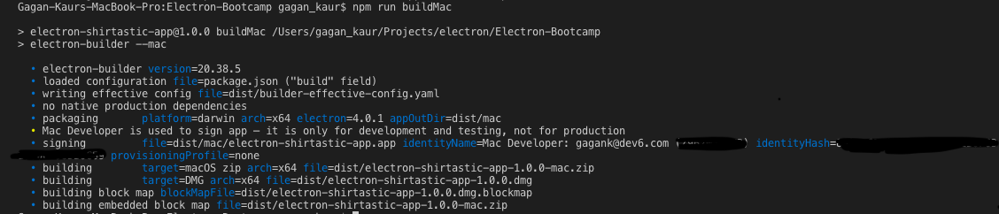 Gagan-Kaurs-MacBook-Pro:Electron-Bootcamp gagan_kaur$ npm run buildMac
> electron-shirtastic-app@1.0.0 buildMac /Users/gagan_kaur/Projects/electron/Electron-Bootcamp
> electron-builder --mac
• electron-builder version=20.38.5
• loaded configuration file=package.json ("build" field)
• writing effective config file=dist/builder-effective-config.yaml
• no native production dependencies
• packaging platform=darwin arch=x64 electron=4.0.1 appOutDir=dist/mac
• Mac Developer is used to sign app — it is only for development and testing, not for production
• signing file=dist/mac/electron-shirtastic-app.app identityName=Mac Developer: gagank@dev6.com identityHash=
provisioningProfile=none
• building target=macOS zip arch=x64 file=dist/electron-shirtastic-app-1.0.0-mac.zip
• building target=DMG arch=x64 file=dist/electron-shirtastic-app-1.0.0.dmg
• building block map blockMapFile=dist/electron-shirtastic-app-1.0.0.dmg.blockmap
• building embedded block map file=dist/electron-shirtastic-app-1.0.0-mac.zip